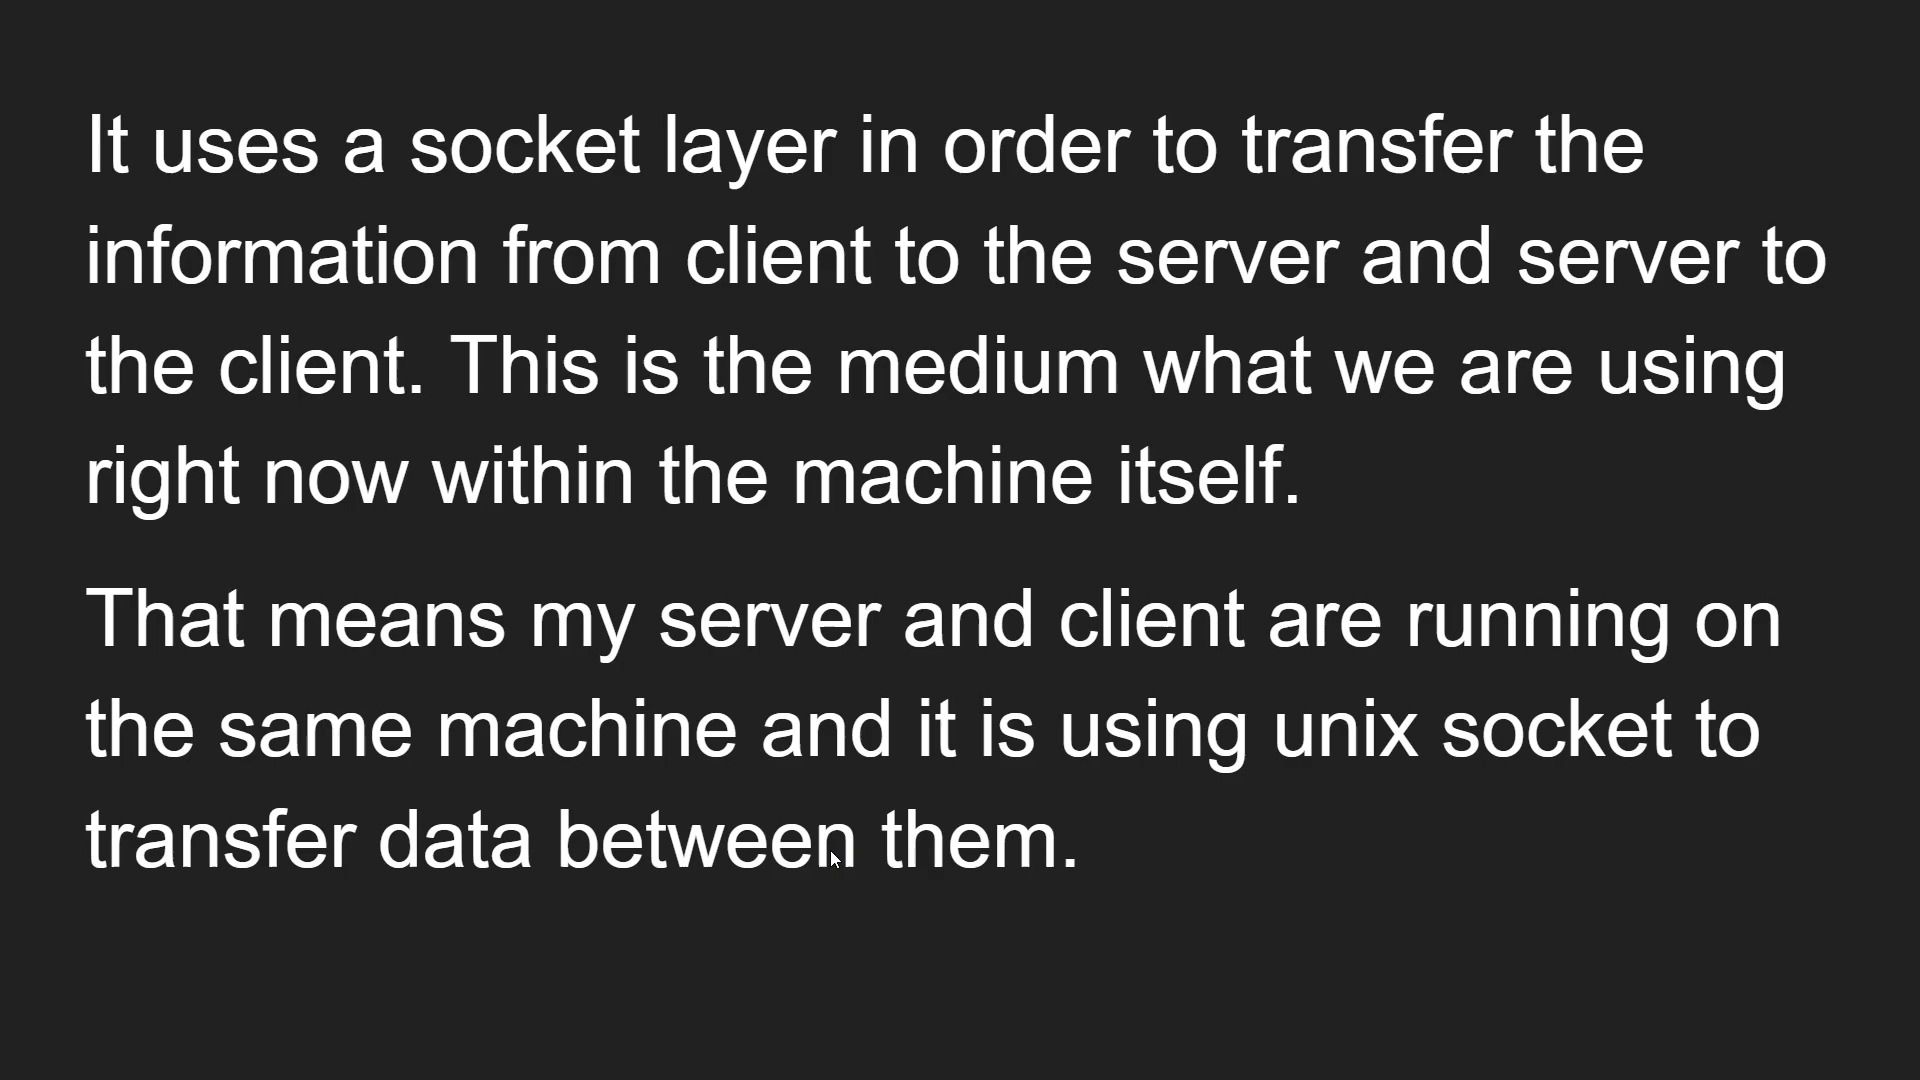 It uses a socket layer in order to transfer the
information from client to the server and server to
the client. This is the medium what we are using
right now within the machine itself.
That means my server and client are running on
the same machine and it is using unix socket to
transfer data between them.